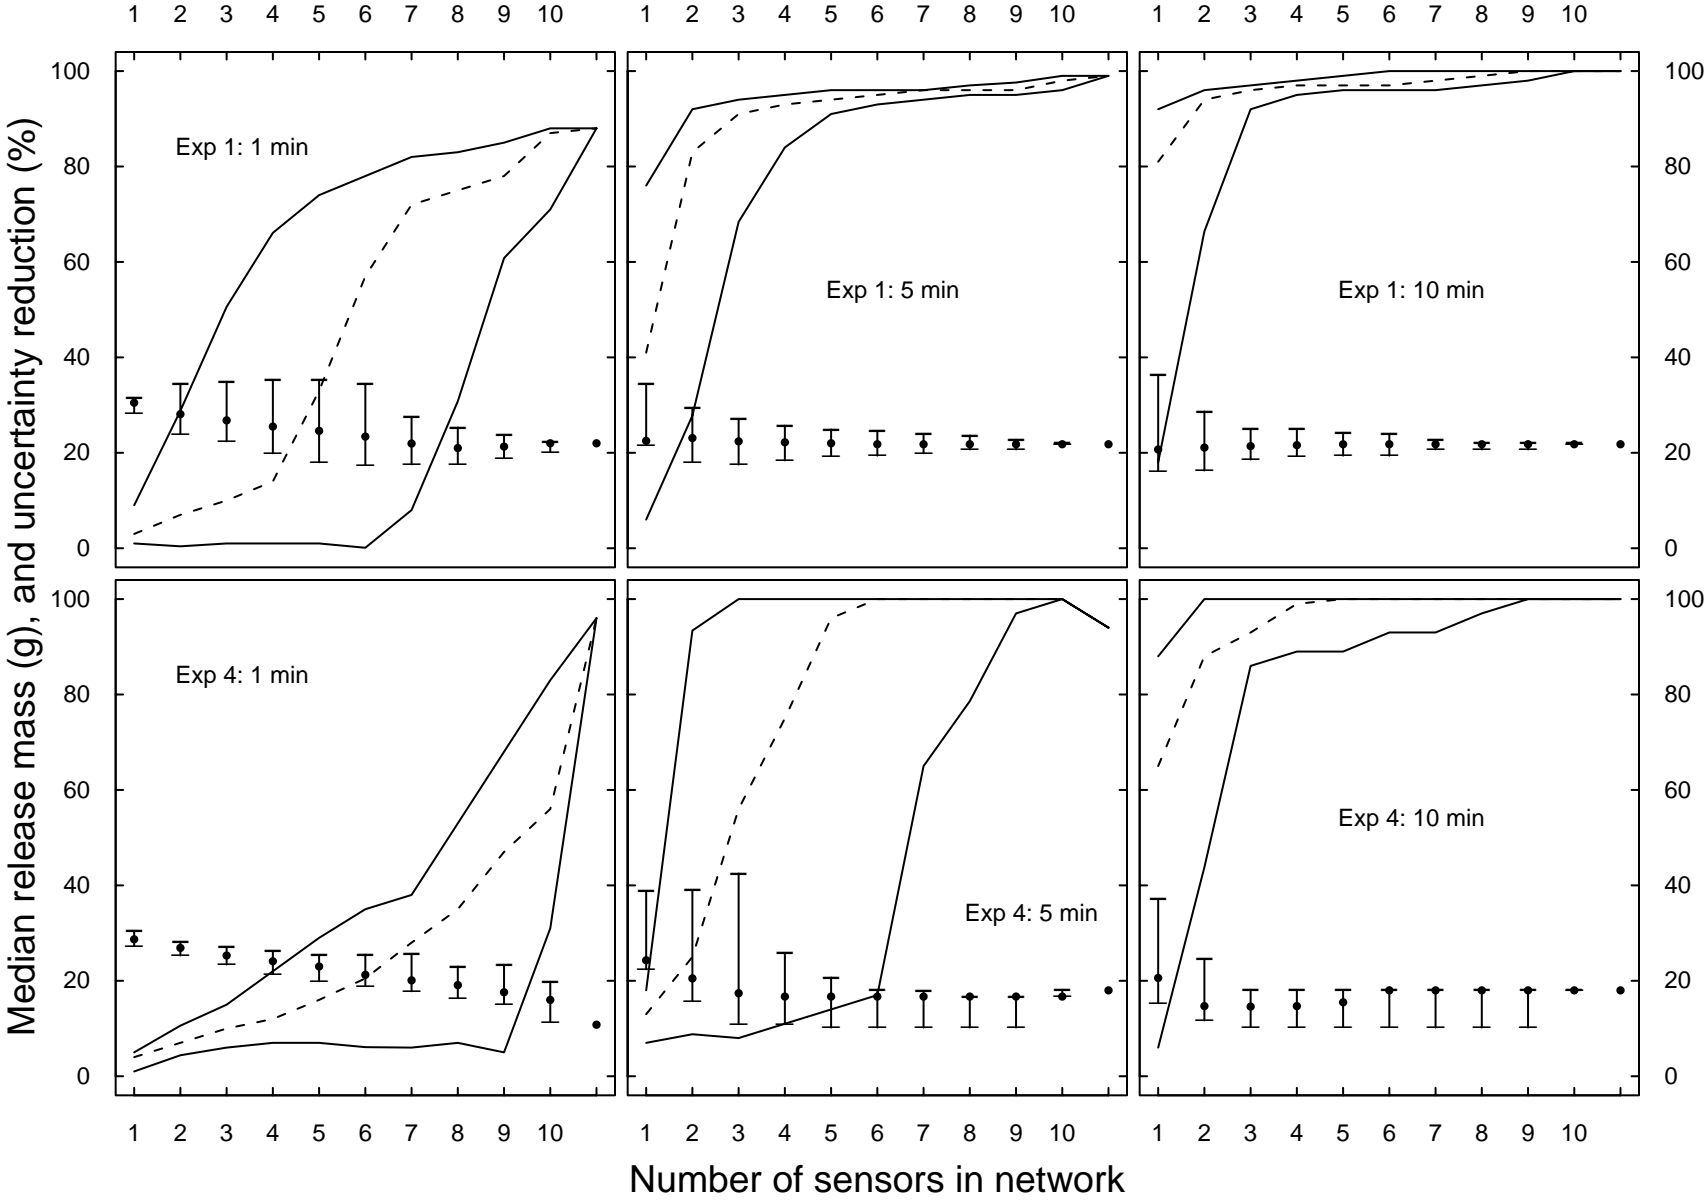 1 2 3 4 5 6 7 8 9 10 1 2 3 4 5 6 7 8 9 10 1 2 3 4 5 6 7 8 9 10
Median release mass (g), and uncertainty reduction (%)
100 100
Exp 1: 1 min
80 80
60 60
Exp 1: 5 min Exp 1: 10 min
40 40
20 20
0 0
100 100
Exp 4: 1 min
80 80
60 60
Exp 4: 10 min
40 40
Exp 4: 5 min
20 20
0 0
1 2 3 4 5 6 7 8 9 10 1 2 3 4 5 6 7 8 9 10 1 2 3 4 5 6 7 8 9 10
Number of sensors in network